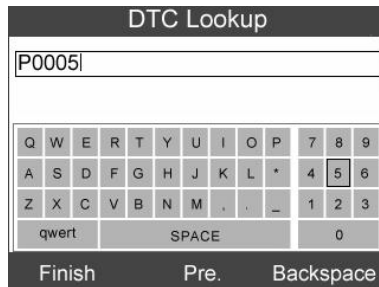 DTC Lookup
P0005
Q W E R T Y U I O P 7 8 9
A S D F G H J K L * 4 5 6
Z X C V B N M , . _ 1 2 3
qwert SPACE 0
Finish Pre. Backspace